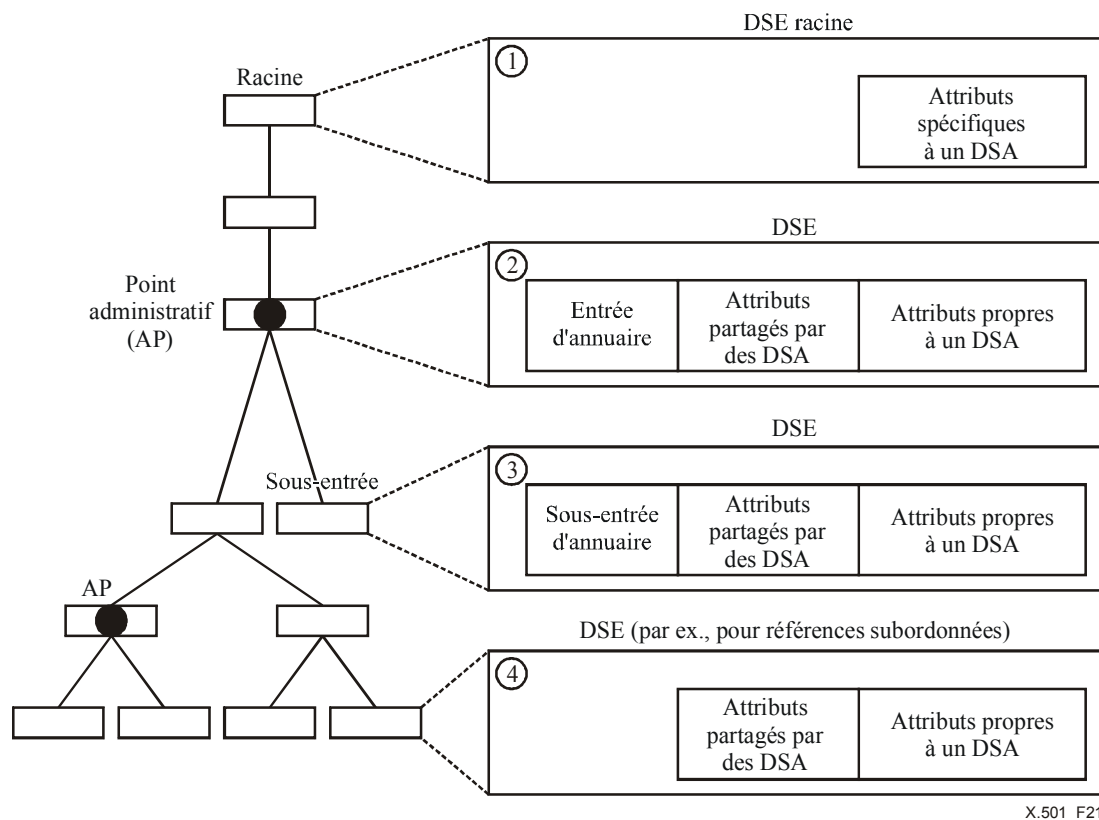 DSE racine
1
Racine
Attributs
spécifiques
à un DSA
DSE
2
Point
administratif
(AP)
Entrée
d'annuaire
Attributs
partagés par
des DSA
Attributs propres
à un DSA
DSE
3
Sous-entrée
Sous-entrée
d'annuaire
Attributs
partagés par
des DSA
Attributs propres
à un DSA
AP
DSE (par ex., pour références subordonnées)
4
Attributs
partagés par
des DSA
Attributs propres
à un DSA
X.501_F21